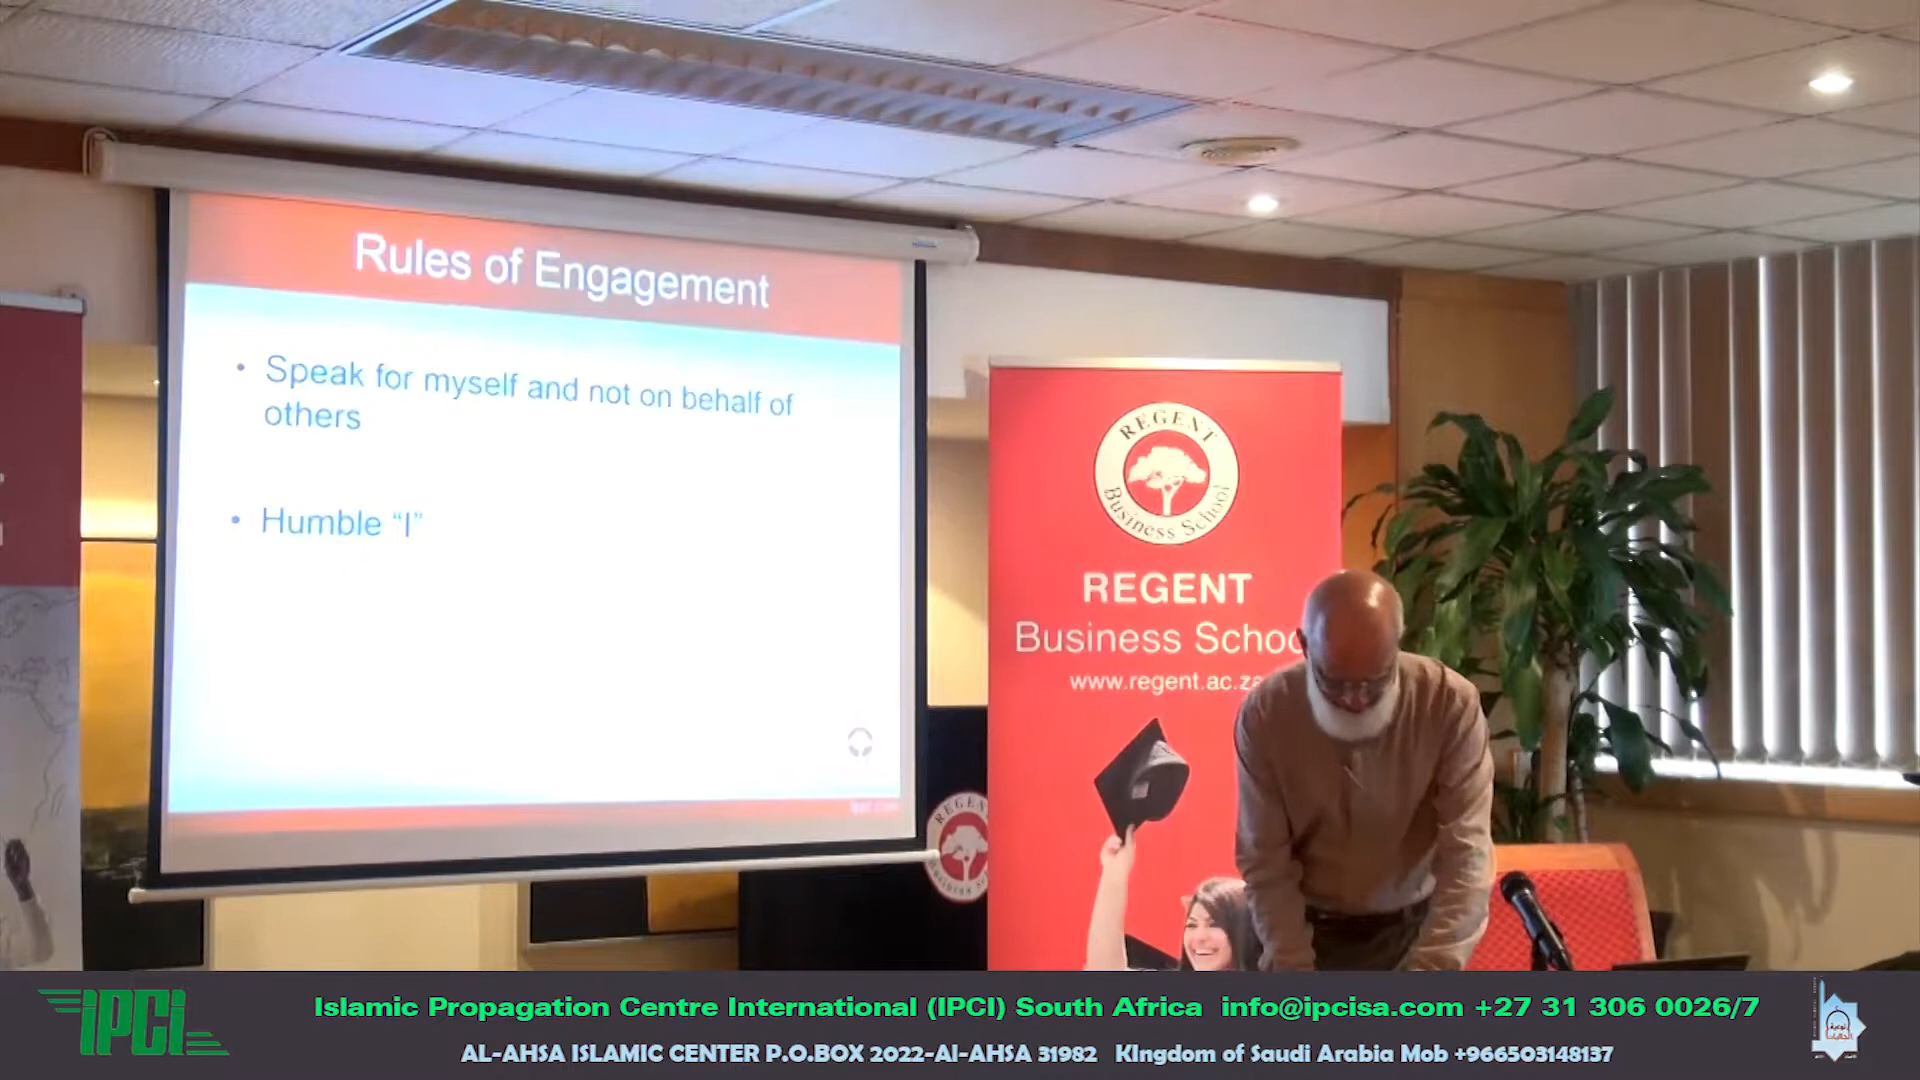 Rules of Engagement
• Speak for myself and not on behalf of
others
• Humble “I”
REGENT
Business School
REGENT
Business Schoo
www.regent.ac.za
REGENT
IPCI
Islamic Propagation Centre International (IPCI) South Africa info@ipcisa.com +27 31 306 0026/7
AL-AHSA ISLAMIC CENTER P.O.BOX 2022-Al-AHSA 31982 KIngdom of Saudi Arabia Mob +966503148137